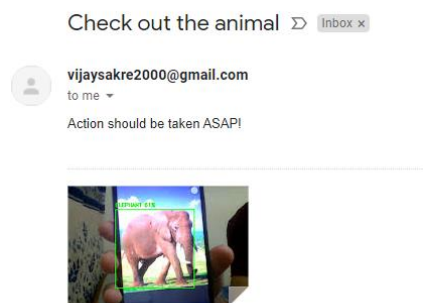 Check out the animal Inbox x
vijaysakre2000@gmail.com
to me
Action should be taken ASAP!